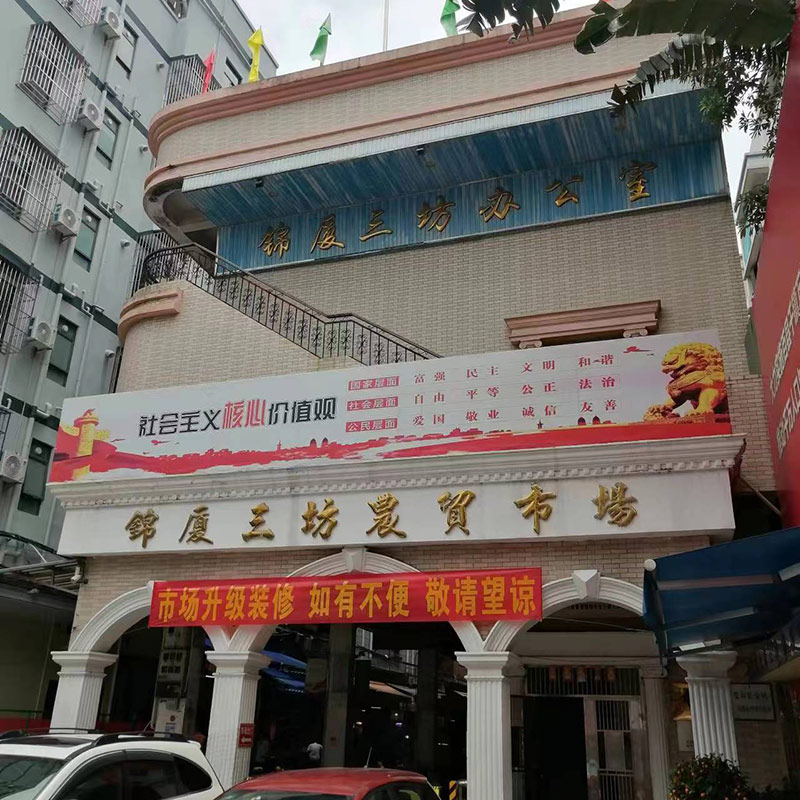 錦厦三坊办公室
社会主义核心价值观
国家层面 富强 民主 文明 和谐
社会层面 自由 平等 公正 法治
公民层面 爱国 敬业 诚信 友善
錦厦三坊農贸市場
市场升级装修 如有不便 敬请望谅